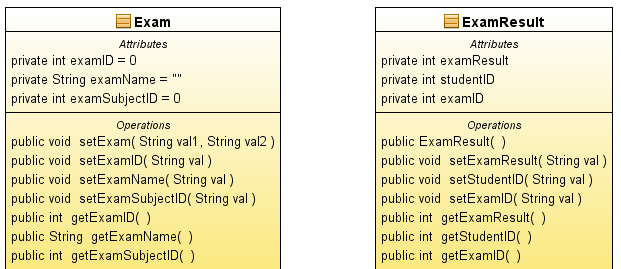 Exam
Attributes
private int examID = 0
private String examName = ""
private int examSubjectID = 0
Operations
public void setExam( String val1, String val2 )
public void setExamID( String val )
public void setExamName( String val )
public void setExamSubjectID( String val )
public int getExamID( )
public String getExamName( )
public int getExamSubjectID( )
ExamResult
Attributes
private int examResult
private int studentID
private int examID
Operations
public ExamResult( )
public void setExamResult( String val )
public void setStudentID( String val )
public void setExamID( String val )
public int getExamResult( )
public int getStudentID( )
public int getExamID( )